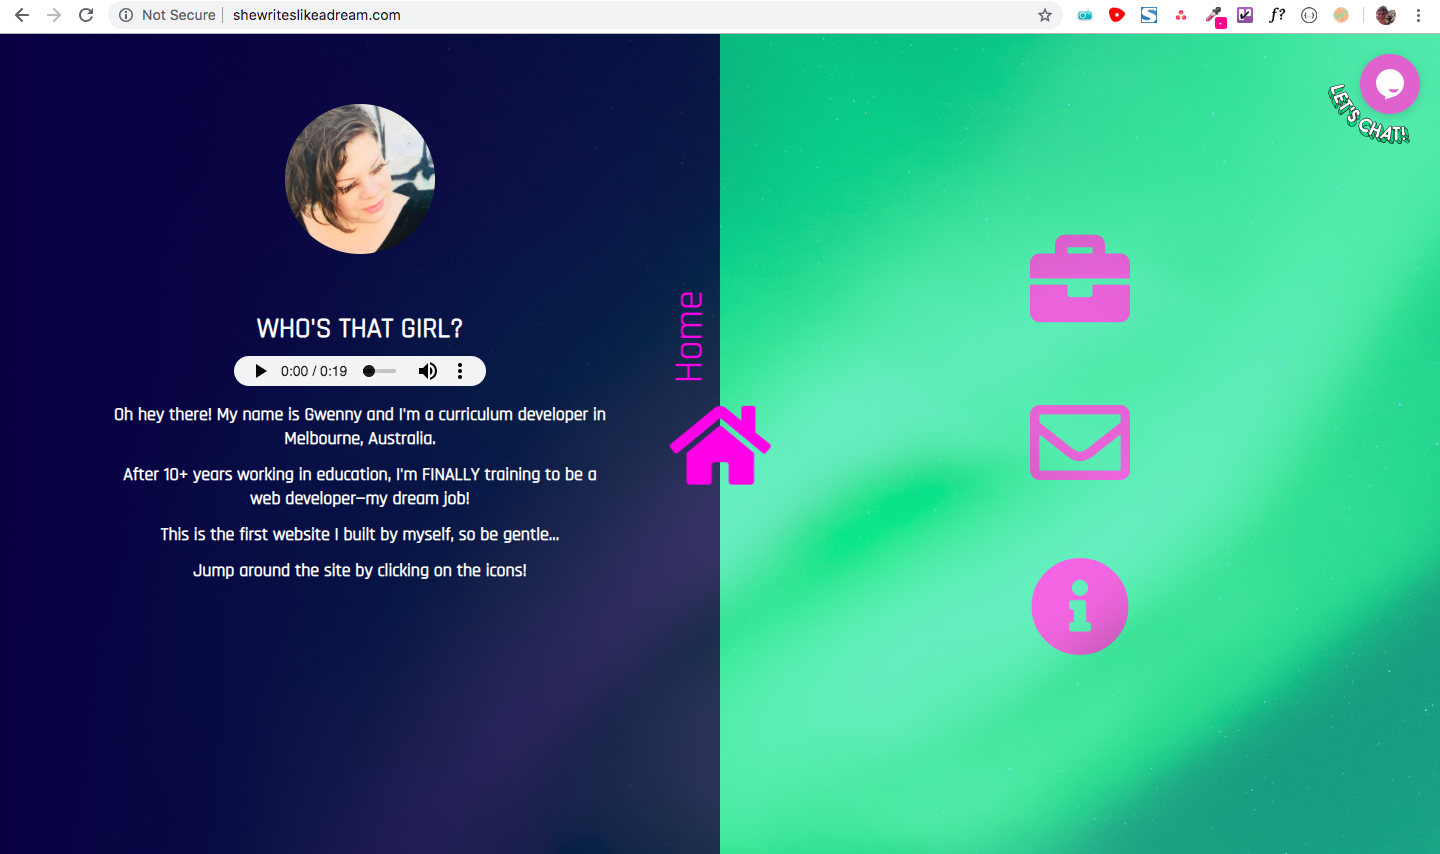 Not Secure
shewriteslikeadream.com
f?
LET'S CHAT!
WHO'S THAT GIRL?
Home
0:00 / 0:19
Oh hey there! My name is Gwenny and I'm a curriculum developer in
Melbourne, Australia.
After 10+ years working in education, I'm FINALLY training to be a
web developer—my dream job!
This is the first website I built by myself, so be gentle...
Jump around the site by clicking on the icons!